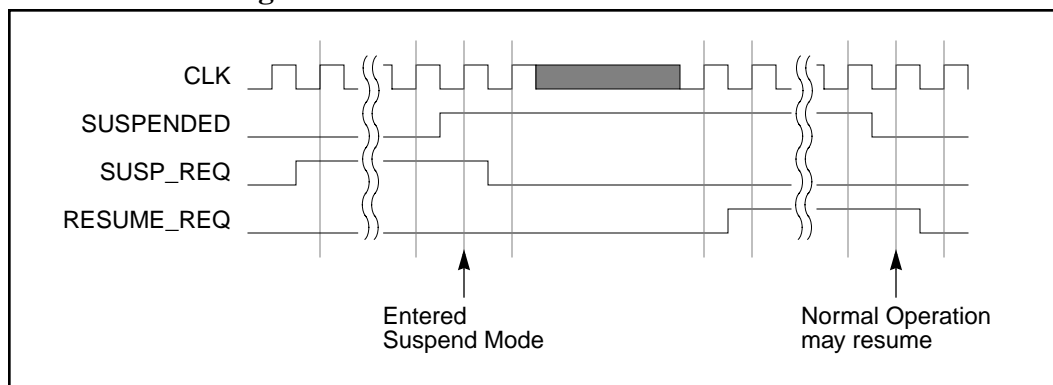 CLK
SUSPENDED
SUSP_REQ
RESUME_REQ
Entered
Suspend Mode
Normal Operation
may resume